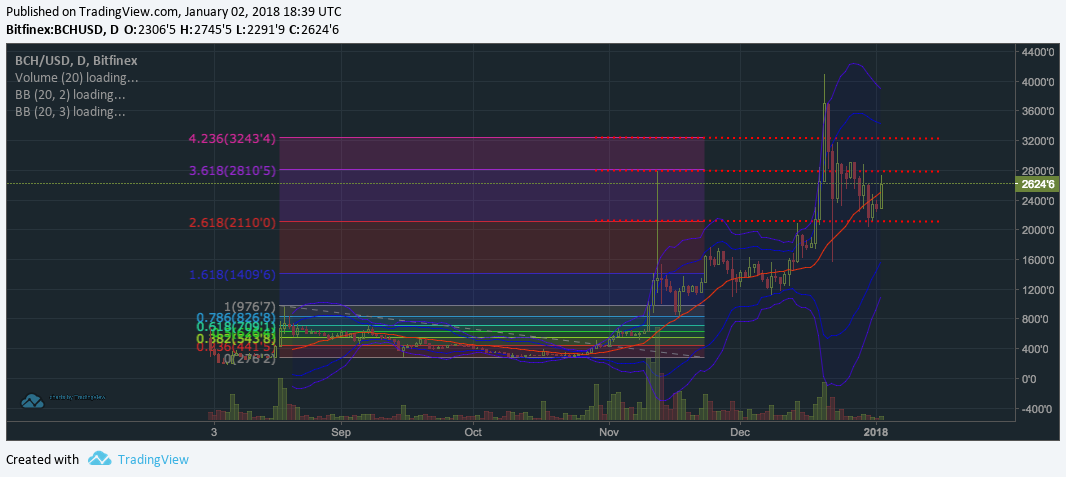 Published on TradingView.com, January 02, 2018 18:39 UTC
Bitfinex:BCHUSD, D O:2306'5 H:2745'5 L:2291'9 C:2624'6
BCH/USD, D, Bitfinex
Volume (20) loading...
BB (20, 2) loading...
BB (20, 3) loading...
4400'0
4000'0
3600'0
4.236(3243'4)
3200'0
3.618(2810'5)
2800'0
2624'6
2400'0
2.618(2110'0)
2000'0
1.618(1409'6)
1600'0
1200'0
1(976'7)
0.786(826'8)
800'0
0.618(709'1)
0.382(543'8)
0.236(441'5)
400'0
0(276'2)
0'0
charts by TradingView
-400'0
3 Sep Oct Nov Dec 2018
Created with TradingView